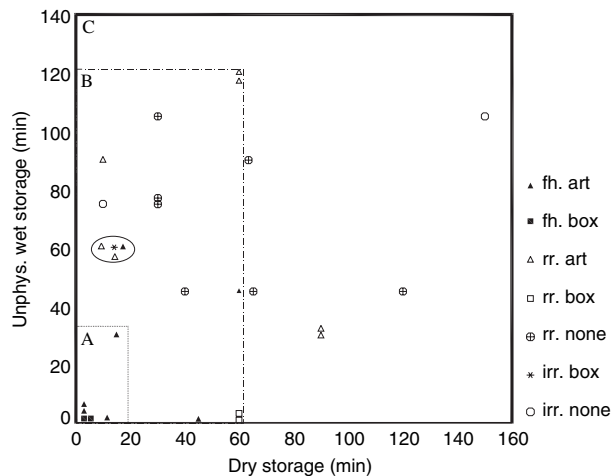 140
C
120
B
100
80
60
40
A
20
0
0 20 40 60 80 100 120 140 160
Dry storage (min)
Unphys. wet storage (min)
fh. art
fh. box
rr. art
rr. box
rr. none
irr. box
irr. none